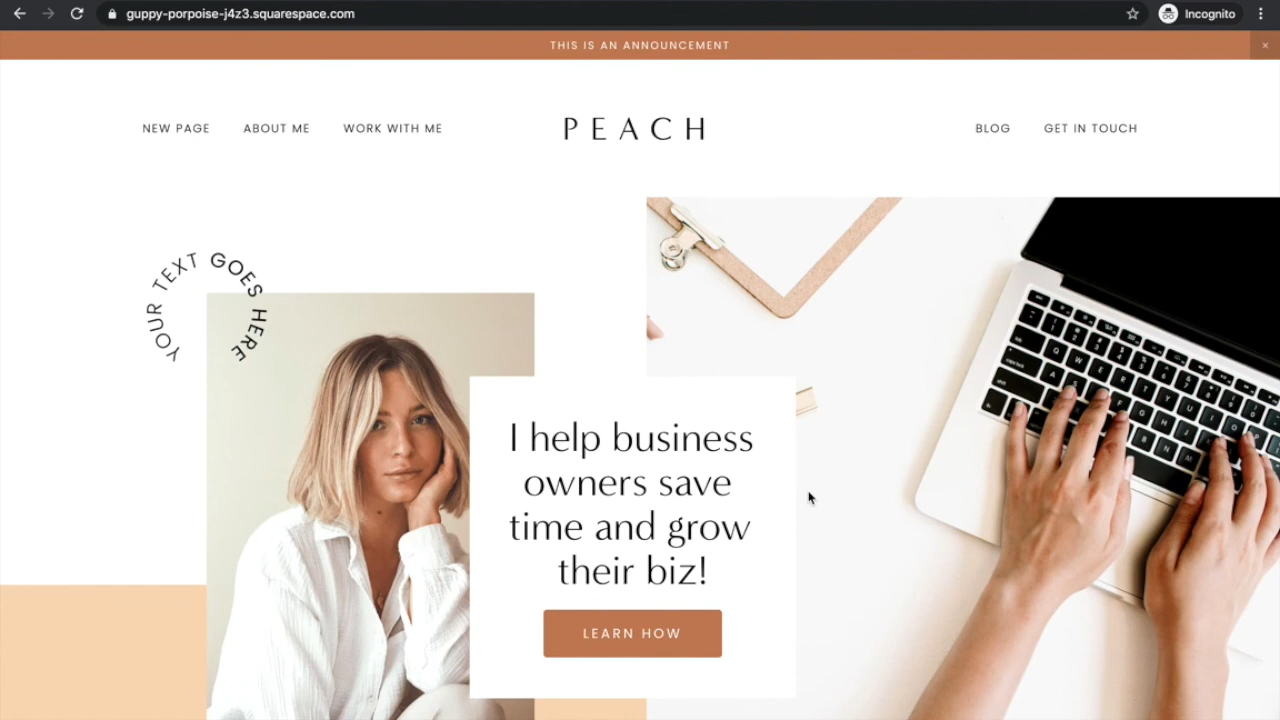 guppy-porpoise-j4z3.squarespace.com
Incognito
THIS IS AN ANNOUNCEMENT
×
NEW PAGE
ABOUT ME
WORK WITH ME
PEACH
BLOG
GET IN TOUCH
YOUR TEXT GOES HERE
I help business
owners save
time and grow
their biz!
LEARN HOW